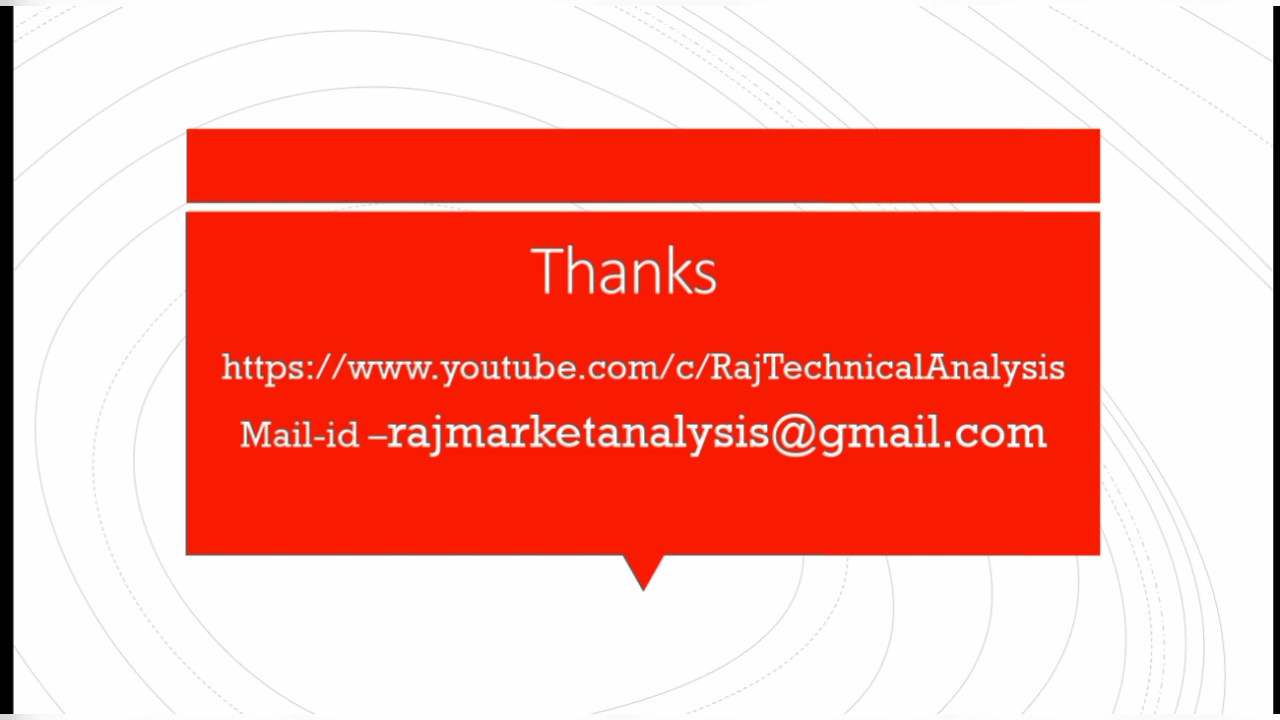 Thanks
https://www.youtube.com/c/RajTechnicalAnalysis
Mail-id –rajmarketanalysis@gmail.com